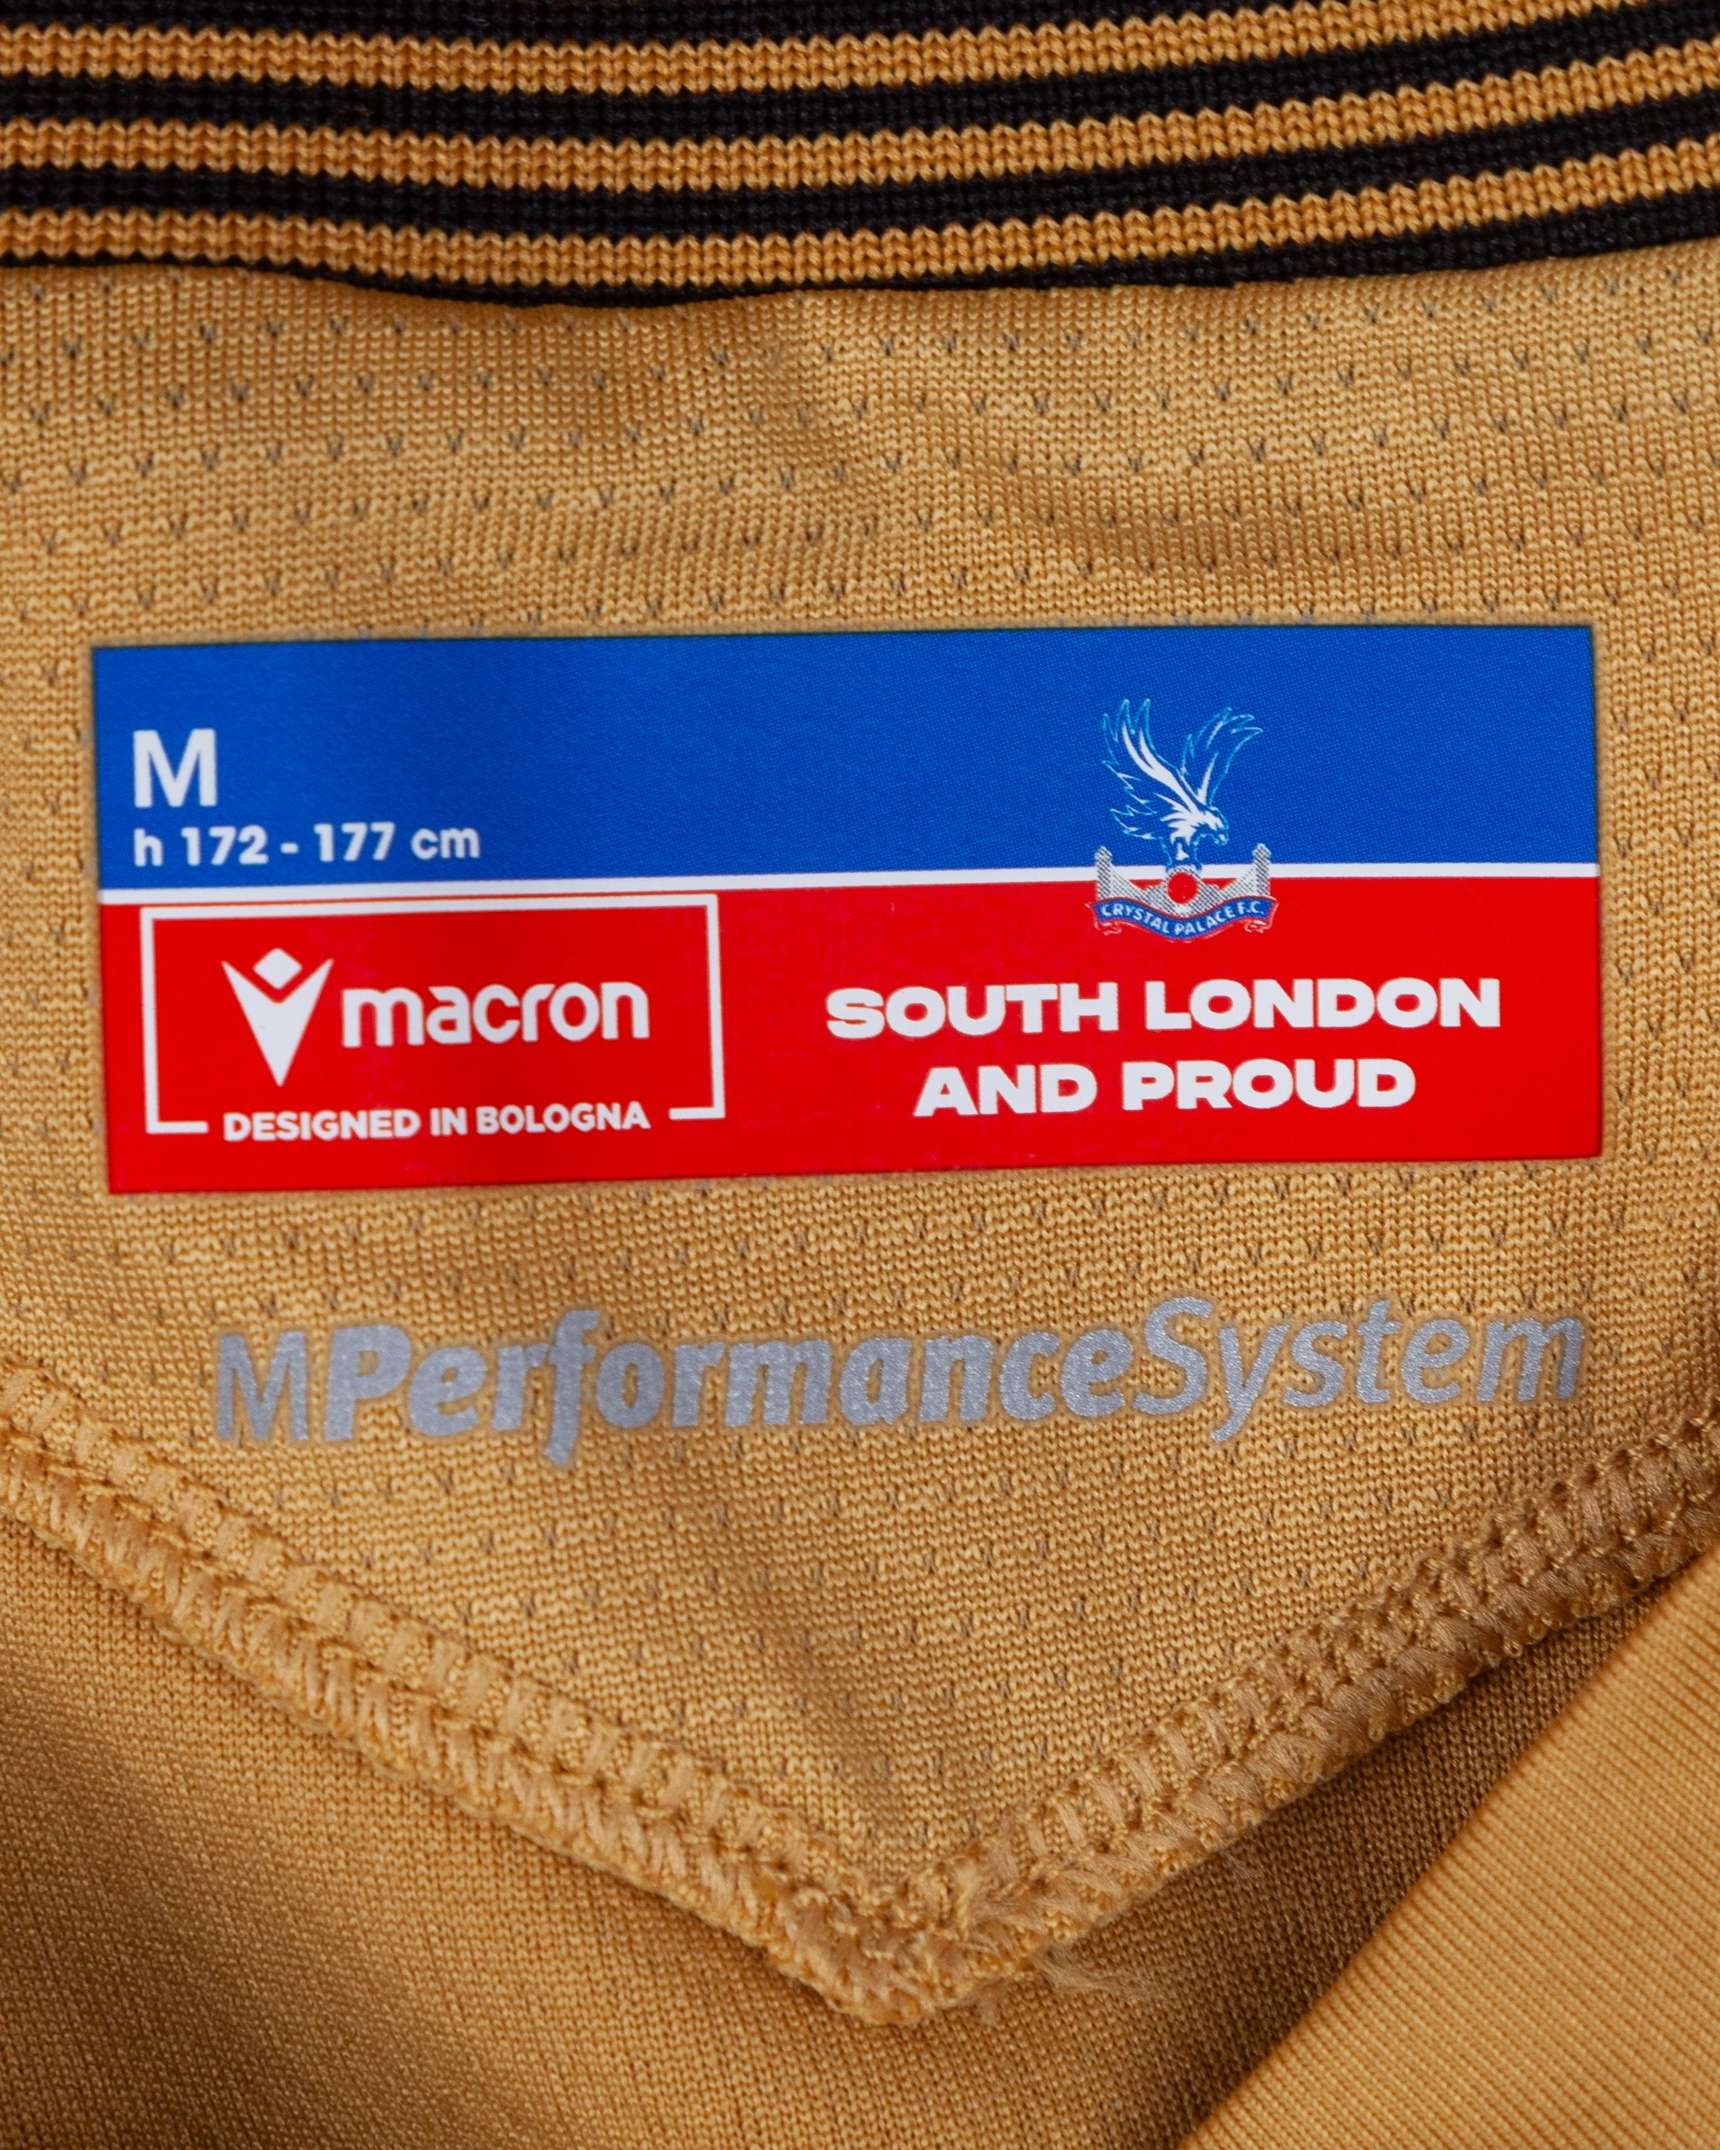 M
h 172 - 177 cm
CRYSTAL PALACE F.C.
macron
DESIGNED IN BOLOGNA
SOUTH LONDON
AND PROUD
MPerformanceSystem